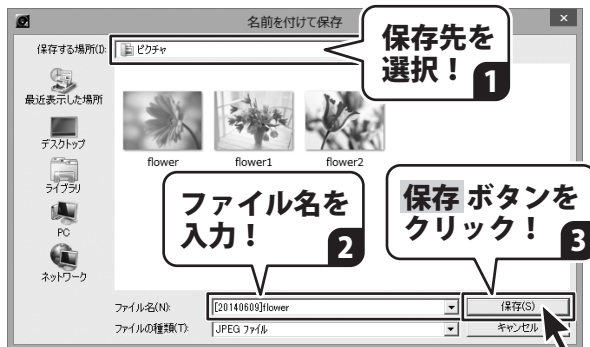 名前を付けて保存
×
保存する場所(I):
ピクチャ
保存先を
選択！
1
最近表示した場所
デスクトップ
ライブラリ
PC
ネットワーク
flower
flower1
flower2
ファイル名を
入力！
2
保存 ボタンを
クリック！
3
ファイル名(N):
[20140609]flower
保存(S)
ファイルの種類(T):
JPEG ファイル
キャンセル